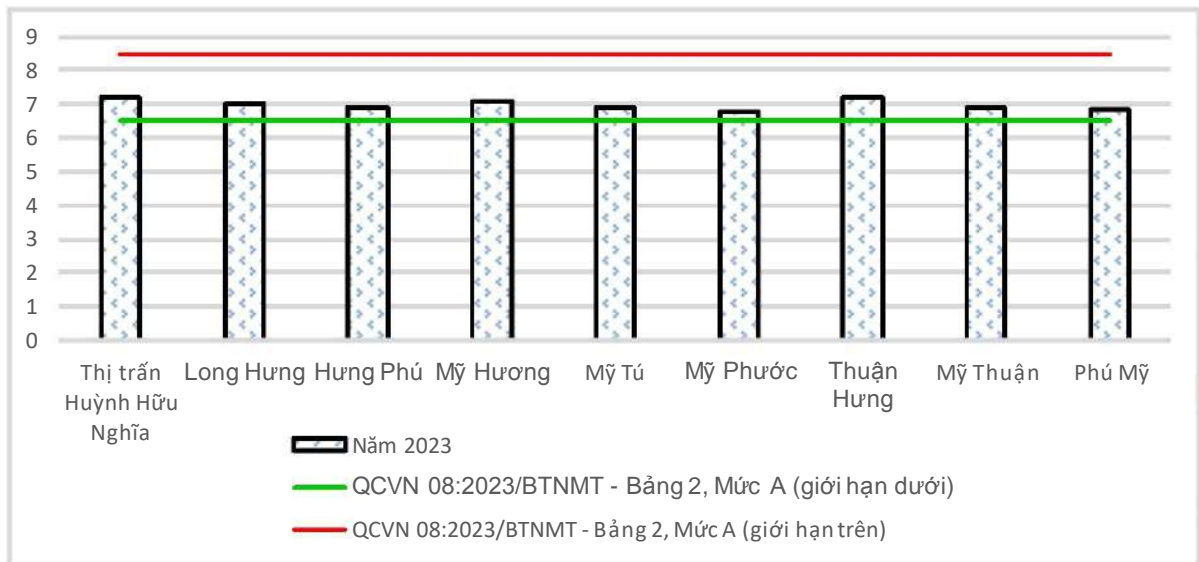 9
8
7
6
5
4
3
2
1
0
Thị trấn Huỳnh Hữu Nghĩa
Long Hưng
Hưng Phú
Mỹ Hương
Mỹ Tú
Mỹ Phước
Thuận Hưng
Mỹ Thuận
Phú Mỹ
Năm 2023
QCVN 08:2023/BTNMT - Bảng 2, Mức A (giới hạn dưới)
QCVN 08:2023/BTNMT - Bảng 2, Mức A (giới hạn trên)